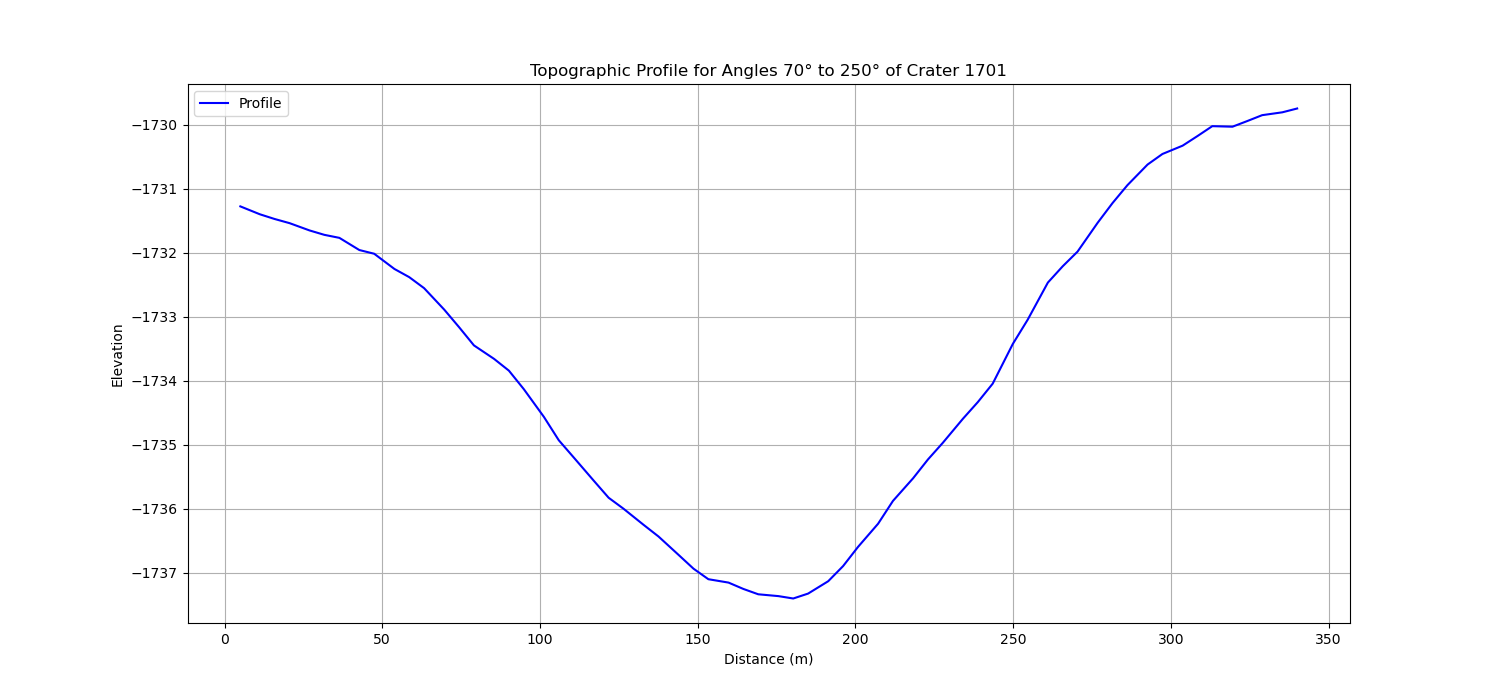 Topographic Profile for Angles 70° to 250° of Crater 1701
Profile
−1730
−1731
−1732
−1733
−1734
−1735
−1736
−1737
Elevation
0 50 100 150 200 250 300 350
Distance (m)